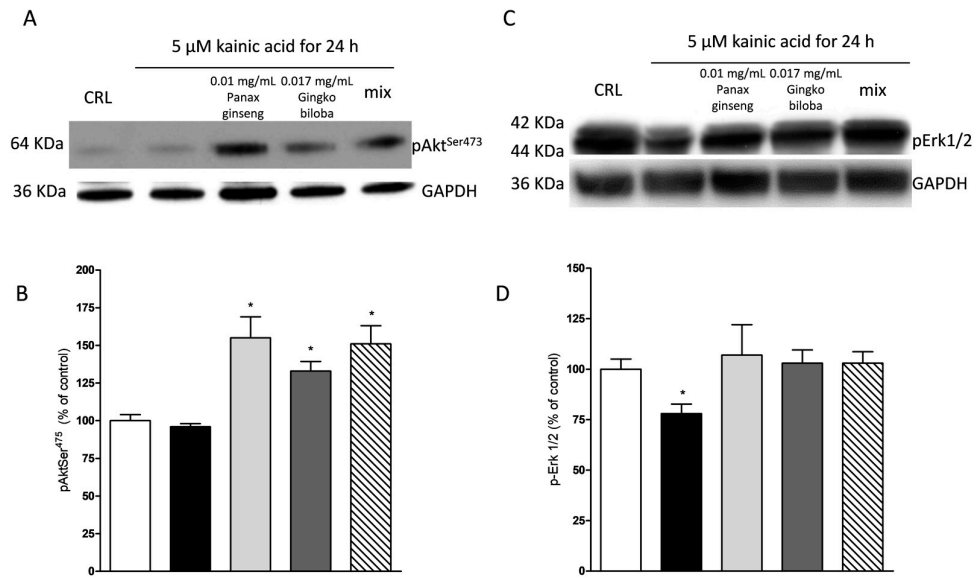 A
5 µM kainic acid for 24 h
CRL
0.01 mg/mL
Panax
ginseng
0.017 mg/mL
Gingko
biloba
mix
64 KDa
pAktSer473
36 KDa
GAPDH
C
5 µM kainic acid for 24 h
CRL
0.01 mg/mL
Panax
ginseng
0.017 mg/mL
Gingko
biloba
mix
42 KDa
44 KDa
pErk1/2
36 KDa
GAPDH
B
pAktSer475 (% of control)
200
175
150
125
100
75
50
25
0
*
*
*
D
p-Erk 1/2 (% of control)
150
125
100
75
50
25
0
*